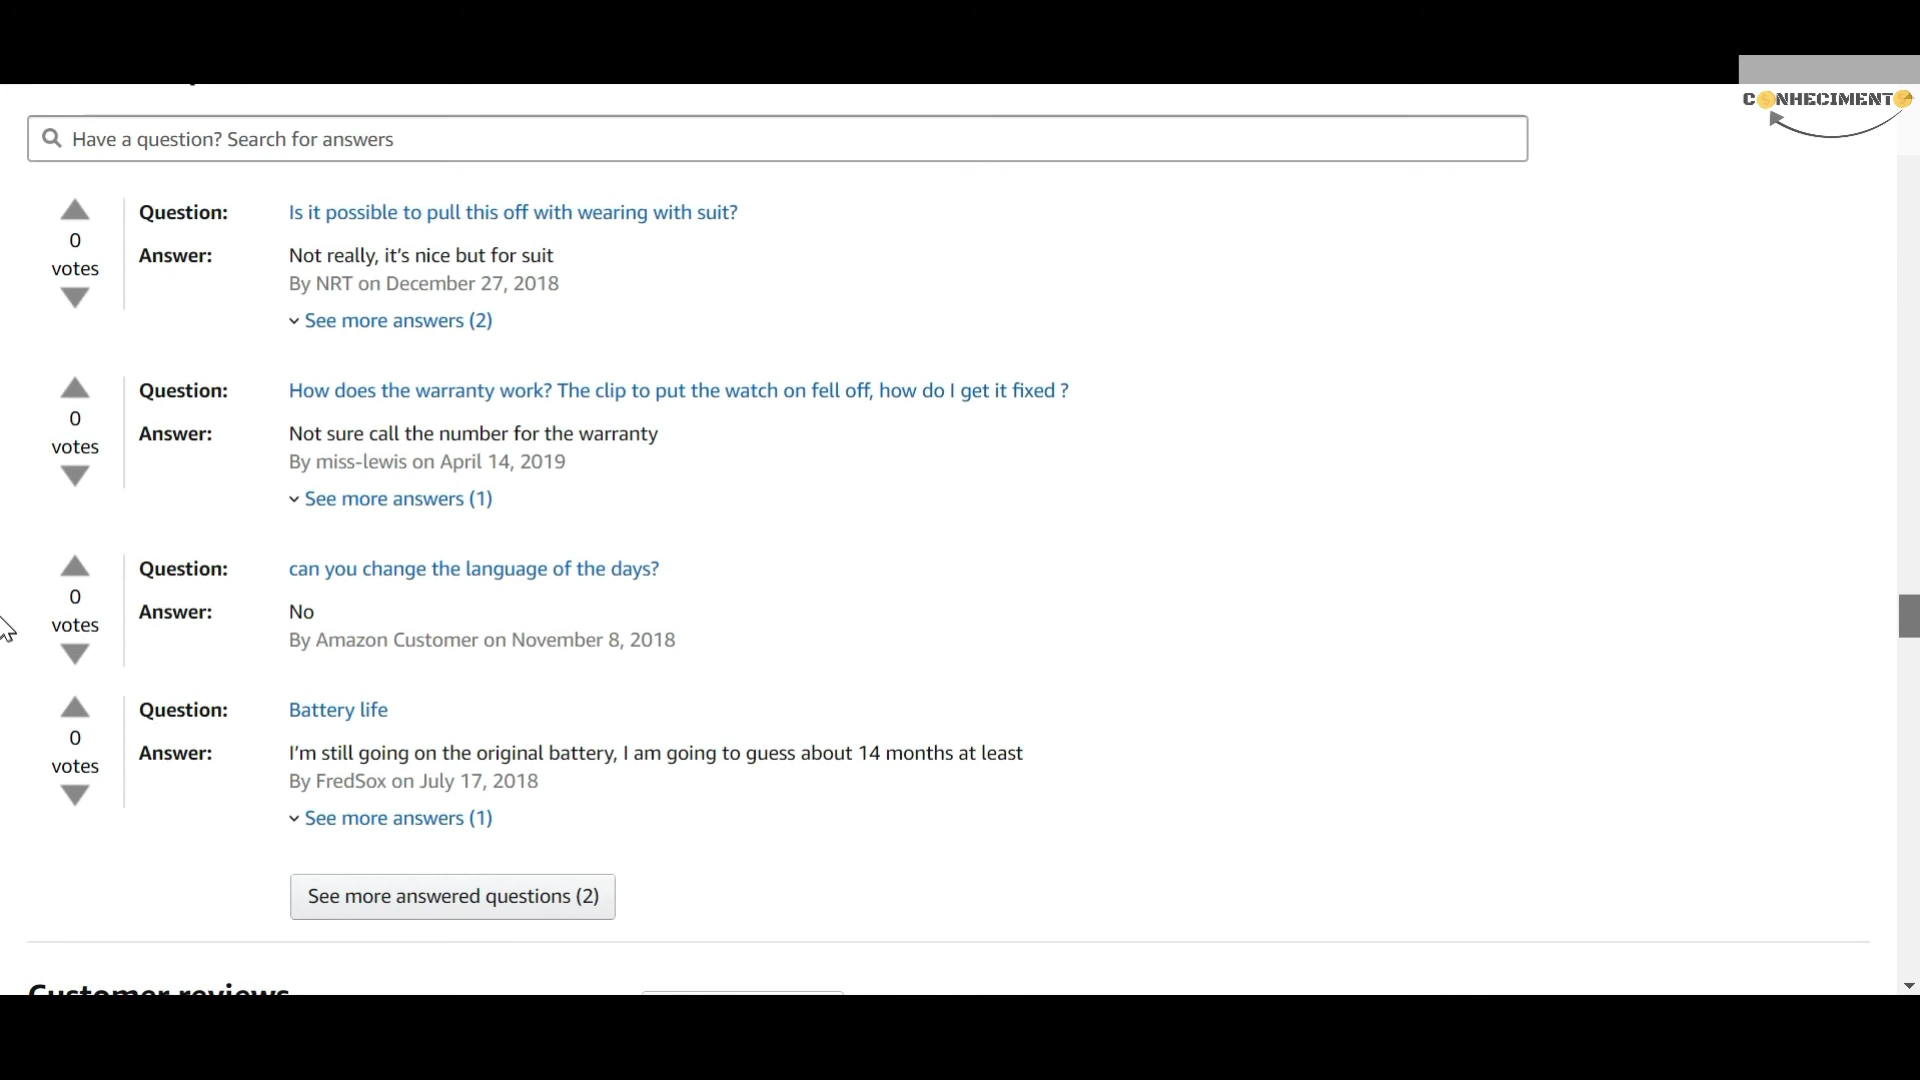 CONHECIMENTO
Have a question? Search for answers
0
votes
Question: Is it possible to pull this off with wearing with suit?
Answer: Not really, it’s nice but for suit
By NRT on December 27, 2018
See more answers (2)
0
votes
Question: How does the warranty work? The clip to put the watch on fell off, how do I get it fixed ?
Answer: Not sure call the number for the warranty
By miss-lewis on April 14, 2019
See more answers (1)
0
votes
Question: can you change the language of the days?
Answer: No
By Amazon Customer on November 8, 2018
0
votes
Question: Battery life
Answer: I’m still going on the original battery, I am going to guess about 14 months at least
By FredSox on July 17, 2018
See more answers (1)
See more answered questions (2)
Customer reviews